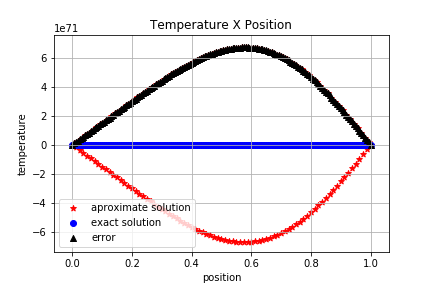 Temperature X Position
1e71
6
4
2
0
−2
−4
−6
temperature
aproximate solution
exact solution
error
0.0 0.2 0.4 0.6 0.8 1.0
position